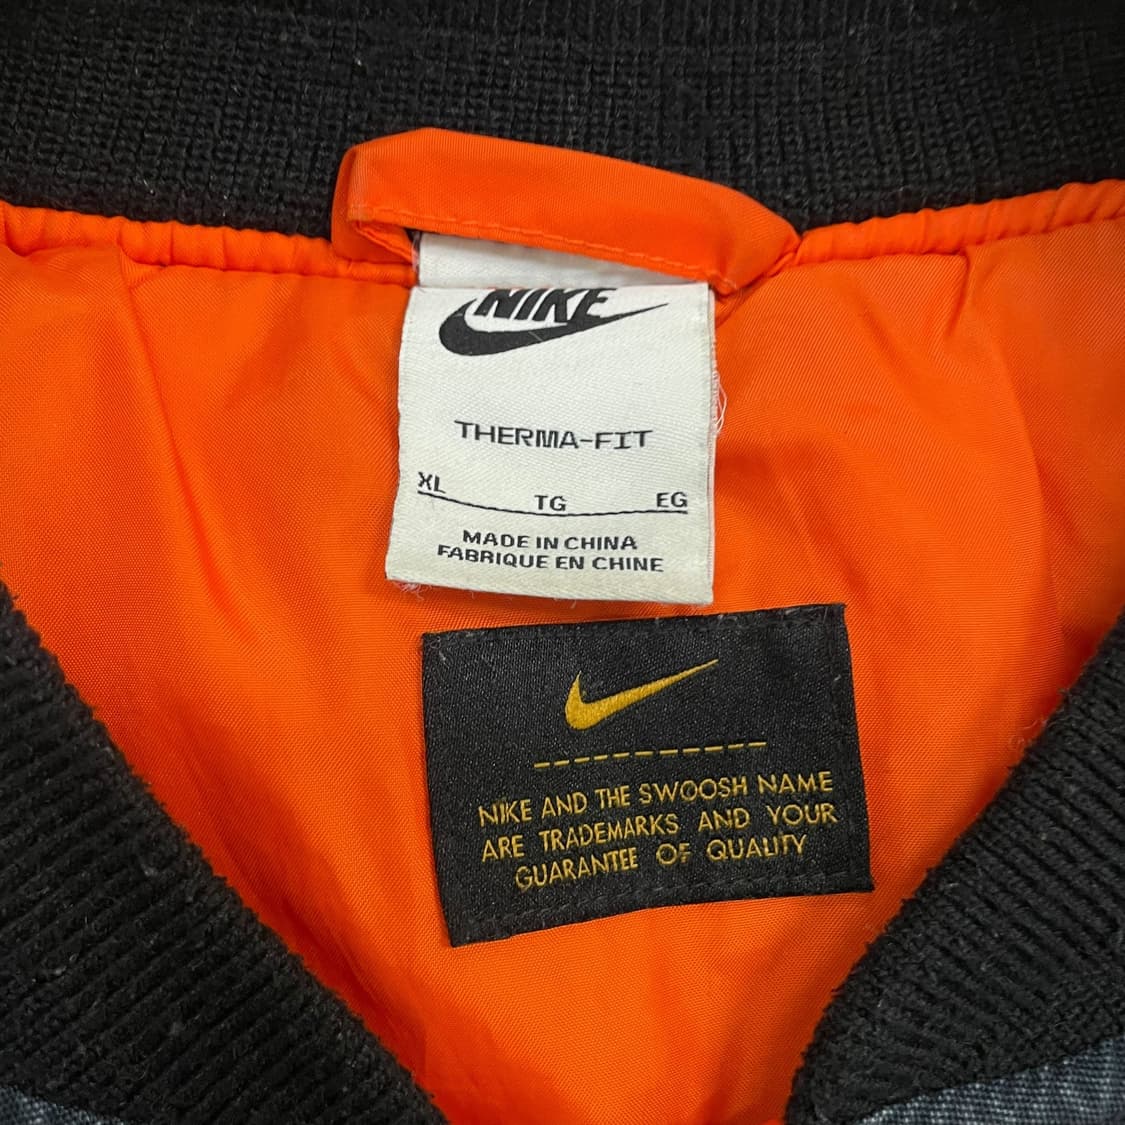 NIKE
THERMA-FIT
XL TG EG
MADE IN CHINA
FABRIQUE EN CHINE
NIKE AND THE SWOOSH NAME
ARE TRADEMARKS AND YOUR
GUARANTEE OF QUALITY